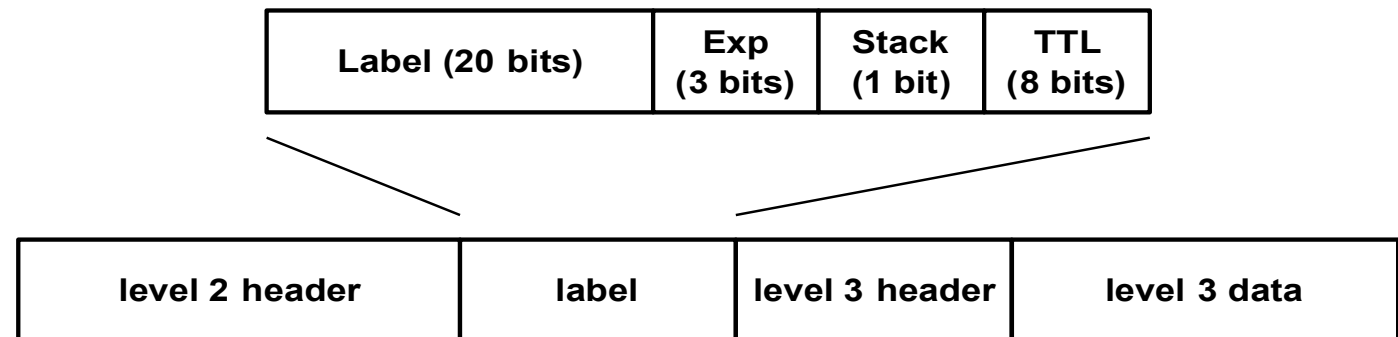 Label (20 bits)
Exp
(3 bits)
Stack
(1 bit)
TTL
(8 bits)
level 2 header
label
level 3 header
level 3 data